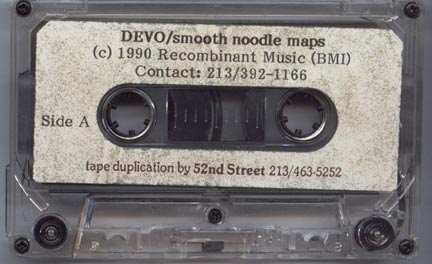 DEVO/smooth noodle maps
(c) 1990 Recombinant Music (BMI)
Contact: 213/392-1166
Side A
tape duplication by 52nd Street 213/463-5252